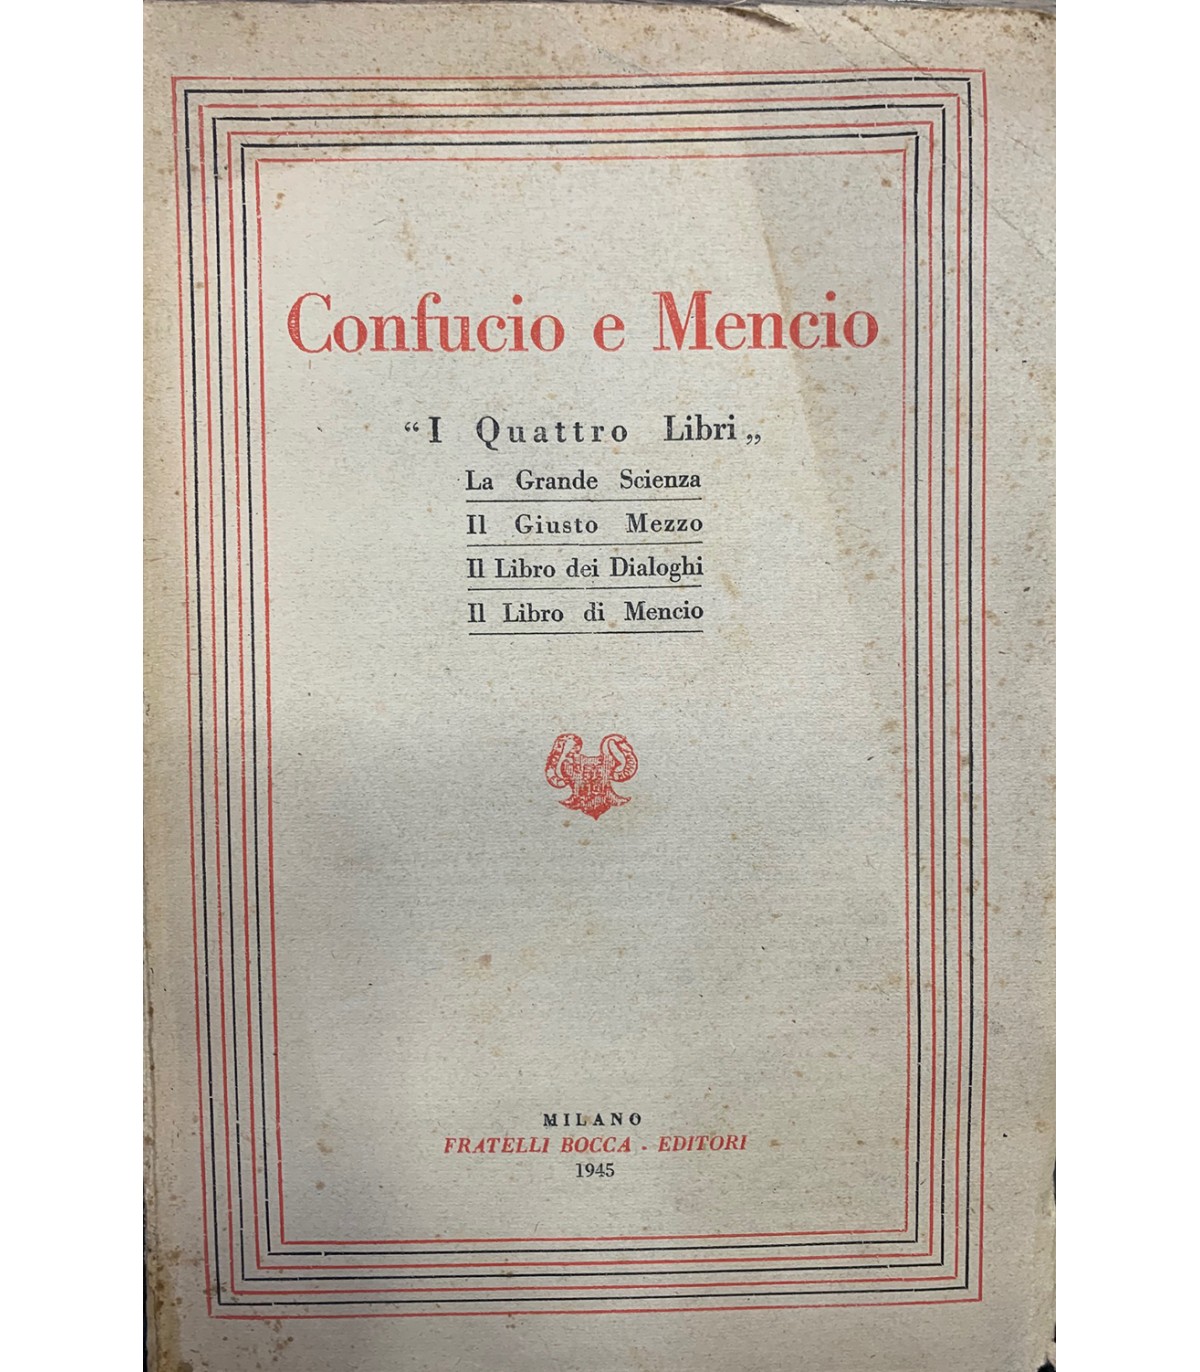 Confucio e Mencio
“I Quattro Libri„
La Grande Scienza
Il Giusto Mezzo
Il Libro dei Dialoghi
Il Libro di Mencio
MILANO
FRATELLI BOCCA - EDITORI
1945